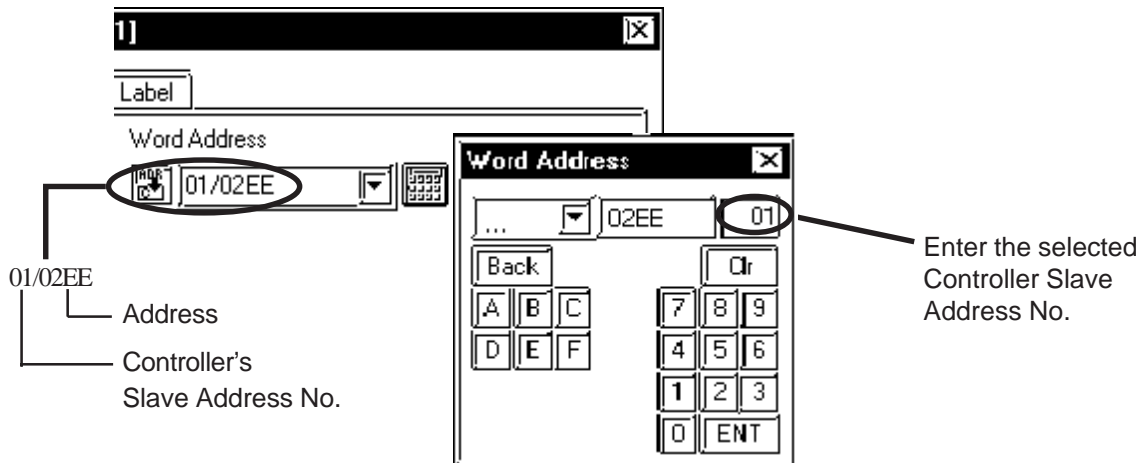 1]
Label
Word Address
ADR
C
01/02EE
Word Address
... 02EE 01
Back Clr
A B C 7 8 9
D E F 4 5 6
1 2 3
0 ENT
01/02EE
Address
Controller's
Slave Address No.
Enter the selected
Controller Slave
Address No.